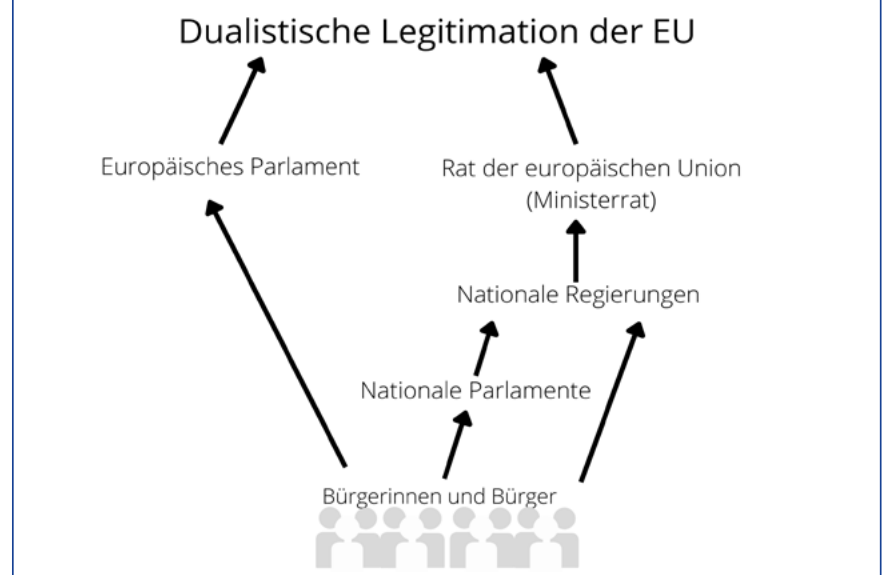 Dualistische Legitimation der EU
Europäisches Parlament
Rat der europäischen Union
(Ministerrat)
Nationale Regierungen
Nationale Parlamente
Bürgerinnen und Bürger